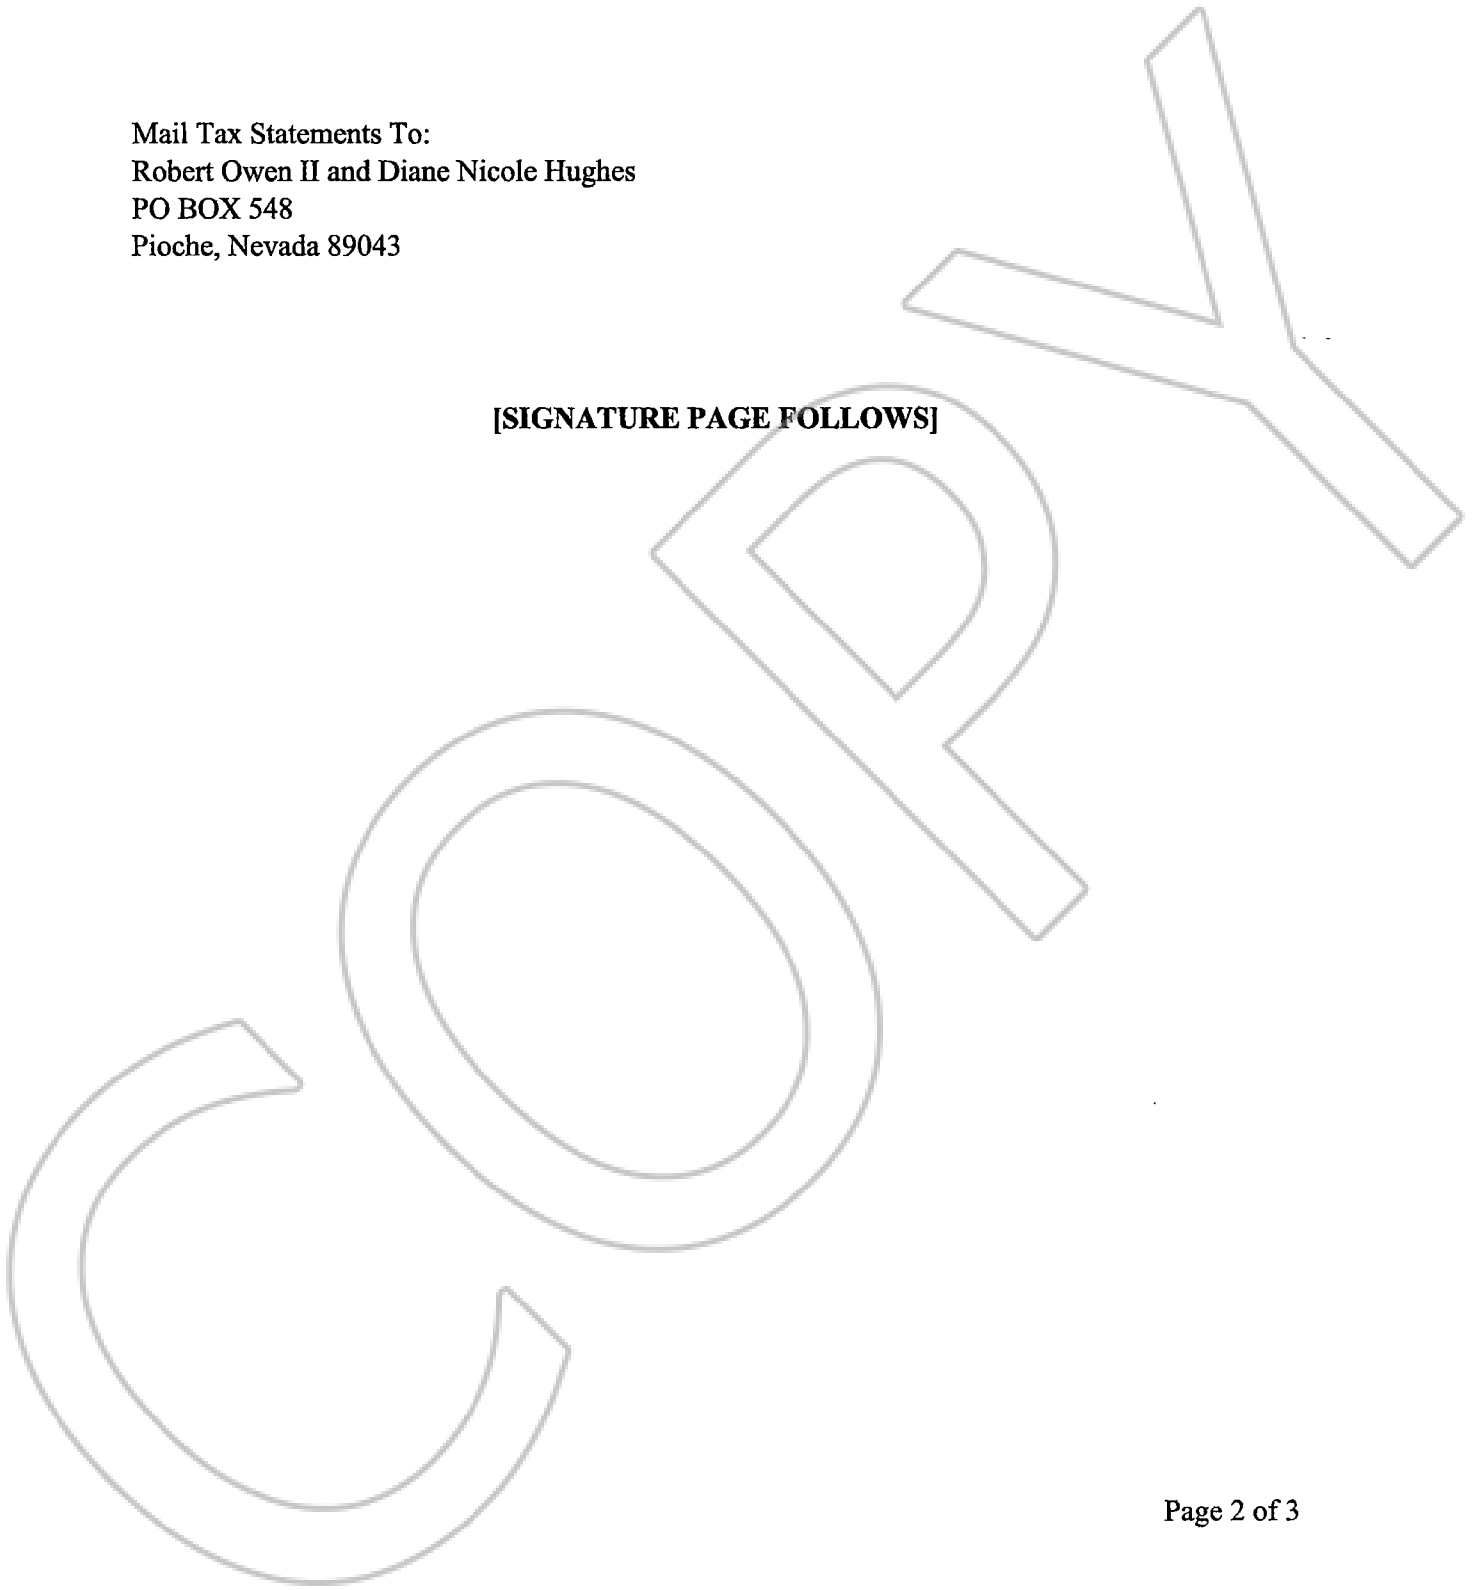 Mail Tax Statements To:
Robert Owen II and Diane Nicole Hughes
PO BOX 548
Pioche, Nevada 89043
[SIGNATURE PAGE FOLLOWS]
COPY
Page 2 of 3